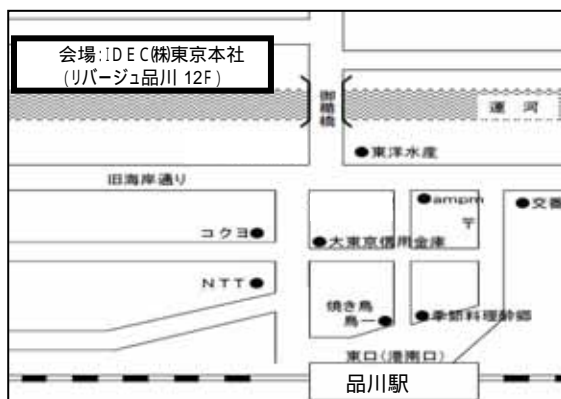 会場:IDEC㈱東京本社
(リバージュ品川 12F)
御楯橋
運河
東洋水産
旧海岸通り
ampm
交番
〒
コクヨ
大東京信用金庫
NTT
焼き鳥
鳥一
季節料理幹郷
東口(港南口)
品川駅